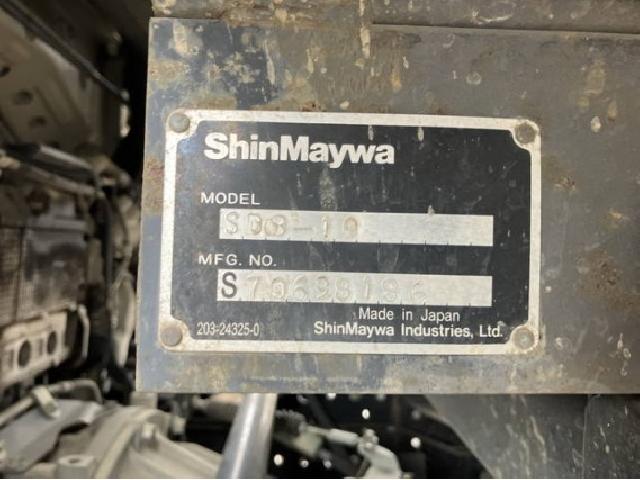 ShinMaywa
MODEL
MFG. NO.
S
Made in Japan
203-24325-0
ShinMaywa Industries, Ltd.